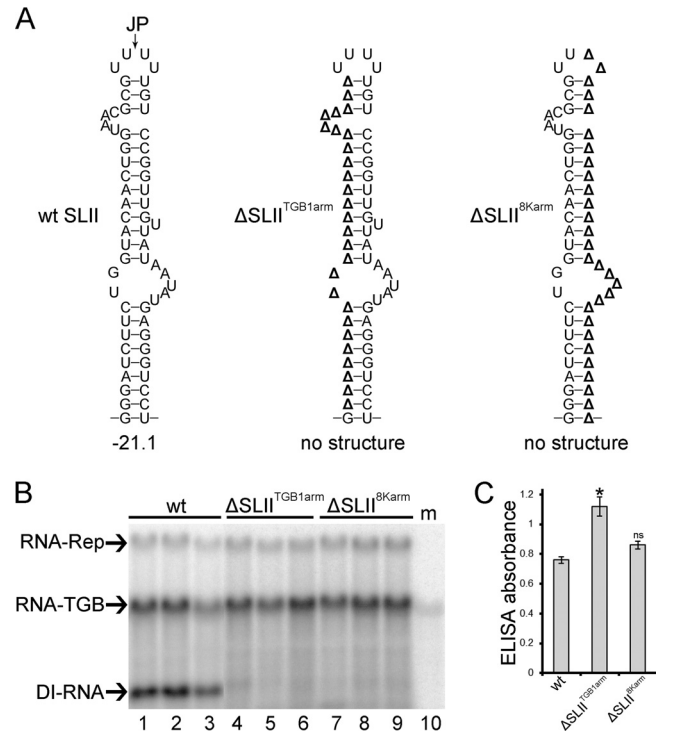 A
JP
U U U U U Δ
U U U U U Δ
G–U Δ–U G–Δ
C–G Δ–G C–Δ
G–U Δ–U G–Δ
A C Δ Δ Δ A C
A U G–C Δ Δ Δ–C A U G–Δ
G–C Δ–C G–Δ
U–G Δ–G U–Δ
C–G Δ–G C–Δ
A–U Δ–U A–Δ
A–U Δ–U A–Δ
wt SLII ΔSLII TGB1arm ΔSLII 8Karm
C–G U Δ–G U C–Δ
A–U Δ–U A–Δ
U–A Δ–A U–Δ
G–U Δ–U G–Δ
A A Δ
G A Δ A G Δ
U U Δ
U U A Δ U A U Δ Δ
C–G Δ–G C–Δ
U–A Δ–A U–Δ
U–G Δ–G U–Δ
C–G Δ–G C–Δ
U–G Δ–G U–Δ
A–U Δ–U A–Δ
G–C Δ–C G–Δ
G–C Δ–C G–Δ
G–U G–U G–Δ
-21.1 no structure no structure
B
wt ΔSLII TGB1arm ΔSLII 8Karm m
RNA-Rep
RNA-TGB
DI-RNA
1 2 3 4 5 6 7 8 9 10
C
ELISA absorbance
1.2
1
0.8
0.6
0.4
0.2
0
*
ns
wt
ΔSLII TGB1arm
ΔSLII 8Karm